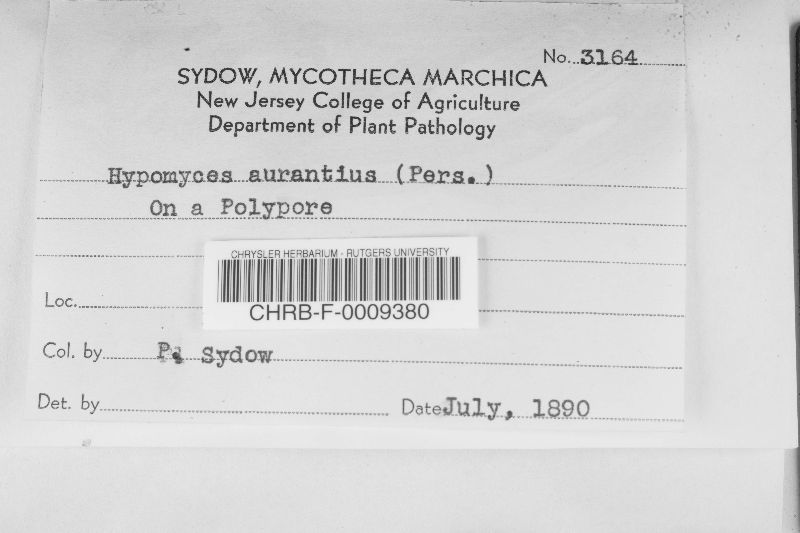 No. 3164
SYDOW, MYCOTHECA MARCHICA
New Jersey College of Agriculture
Department of Plant Pathology
Hypomyces aurantius (Pers.)
On a Polypore
CHRYSLER HERBARIUM - RUTGERS UNIVERSITY
CHRB-F-0009380
Loc.
Col. by P. Sydow
Det. by Date July, 1890